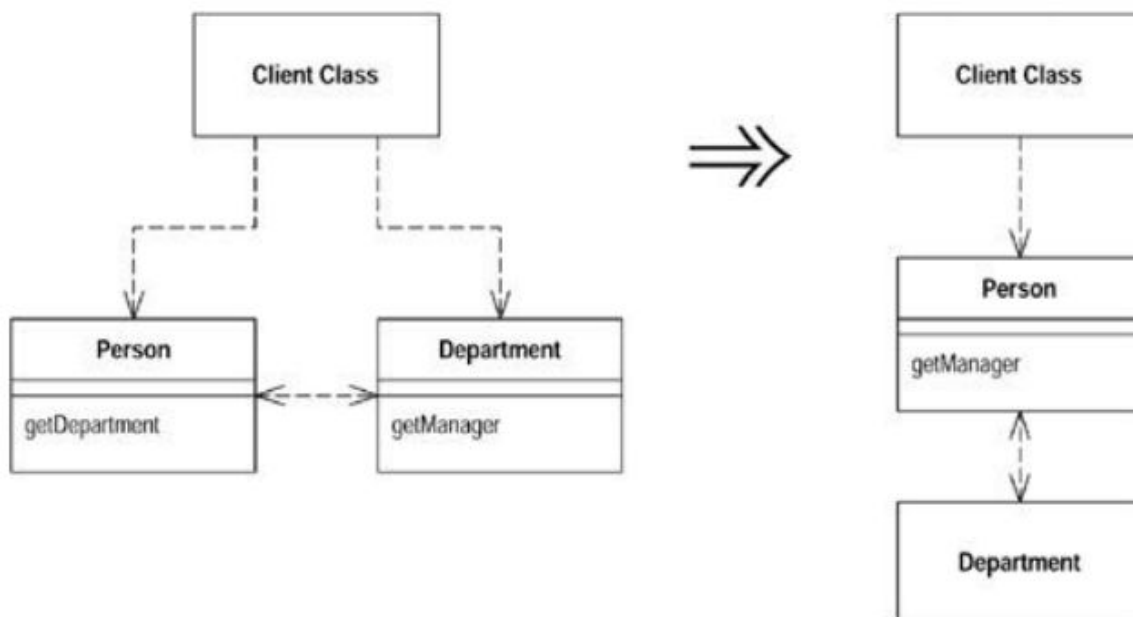 Client Class
Person
getDepartment
Department
getManager
Client Class
Person
getManager
Department